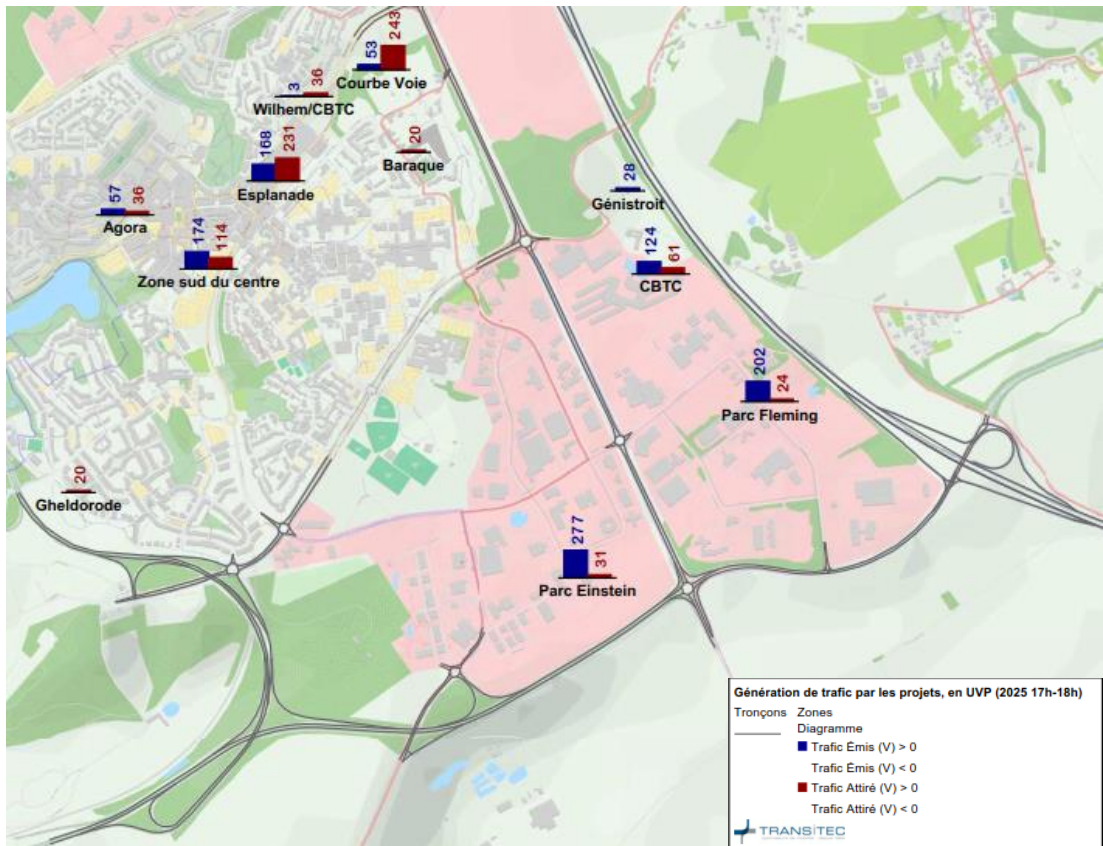 53
243
Courbe Voie
3
36
Wilhem/CBTC
20
Baraque
168
231
Esplanade
28
Génistroit
57
36
Agora
174
114
Zone sud du centre
124
61
CBTC
202
24
Parc Fleming
20
Gheldorode
277
31
Parc Einstein
Génération de trafic par les projets, en UVP (2025 17h-18h)
Tronçons Zones
Diagramme
Trafic Émis (V) > 0
Trafic Émis (V) < 0
Trafic Attiré (V) > 0
Trafic Attiré (V) < 0
TRANSITEC